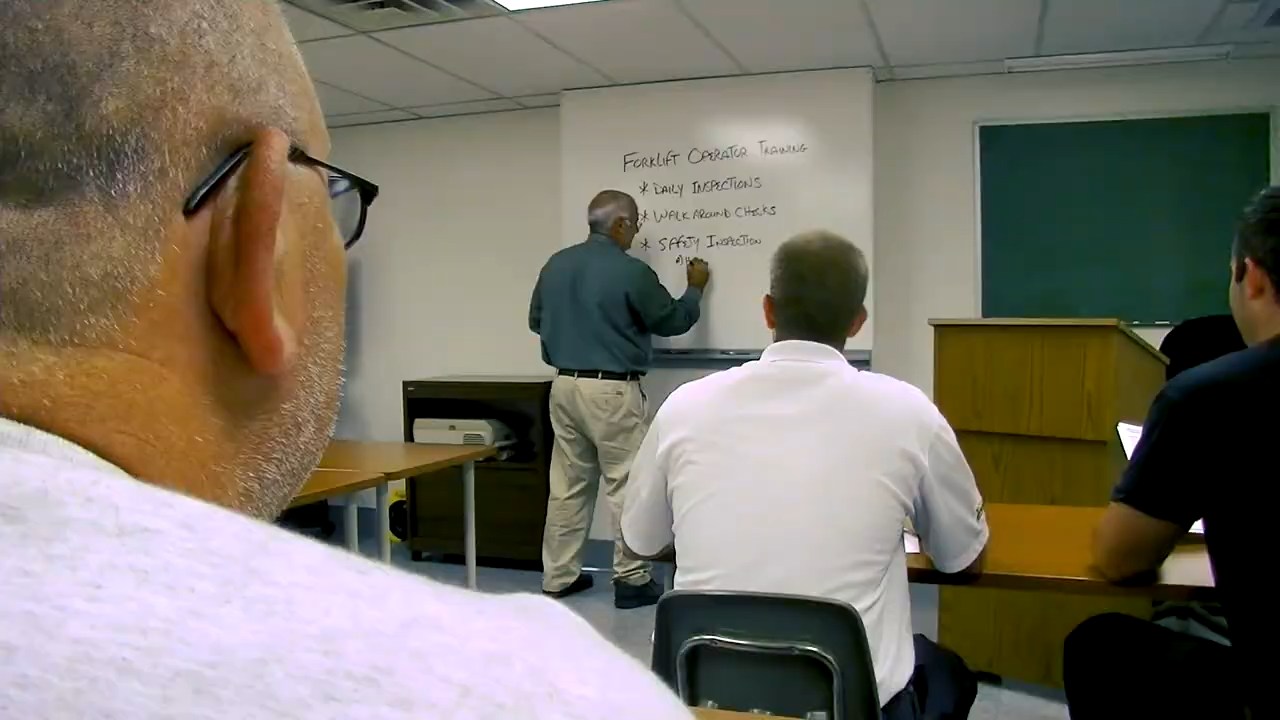 FORKLIFT OPERATOR TRAINING
* DAILY INSPECTIONS
* WALK AROUND CHECKS
* SAFETY INSPECTION